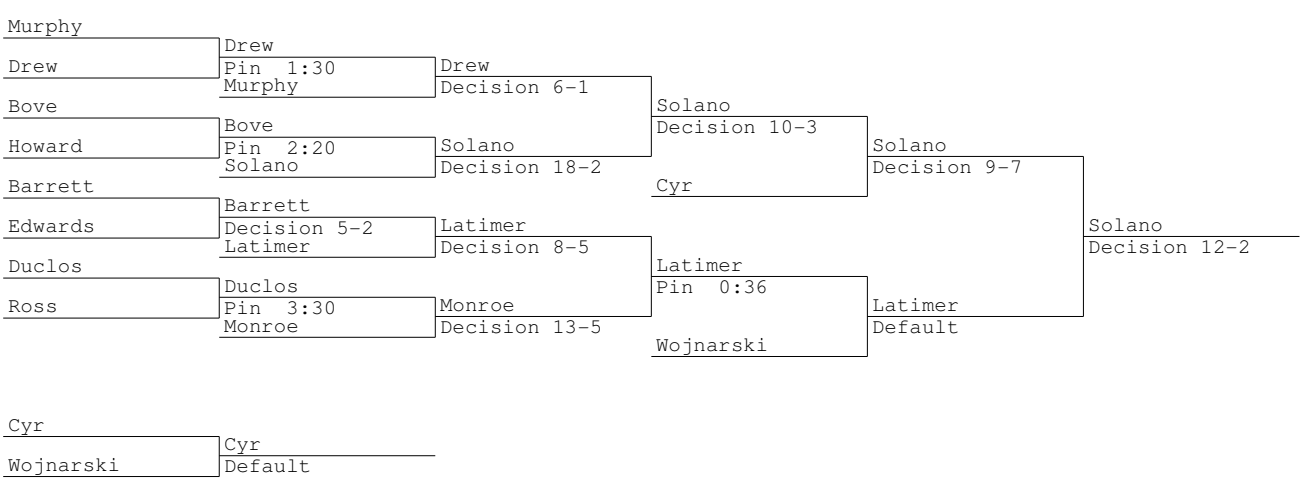 Murphy
Drew
Drew
Pin 1:30
Murphy
Drew
Decision 6-1
Bove
Howard
Bove
Pin 2:20
Solano
Solano
Decision 18-2
Solano
Decision 10-3
Cyr
Solano
Decision 9-7
Barrett
Edwards
Barrett
Decision 5-2
Latimer
Latimer
Decision 8-5
Duclos
Ross
Duclos
Pin 3:30
Monroe
Monroe
Decision 13-5
Latimer
Pin 0:36
Wojnarski
Latimer
Default
Solano
Decision 12-2
Cyr
Wojnarski
Cyr
Default